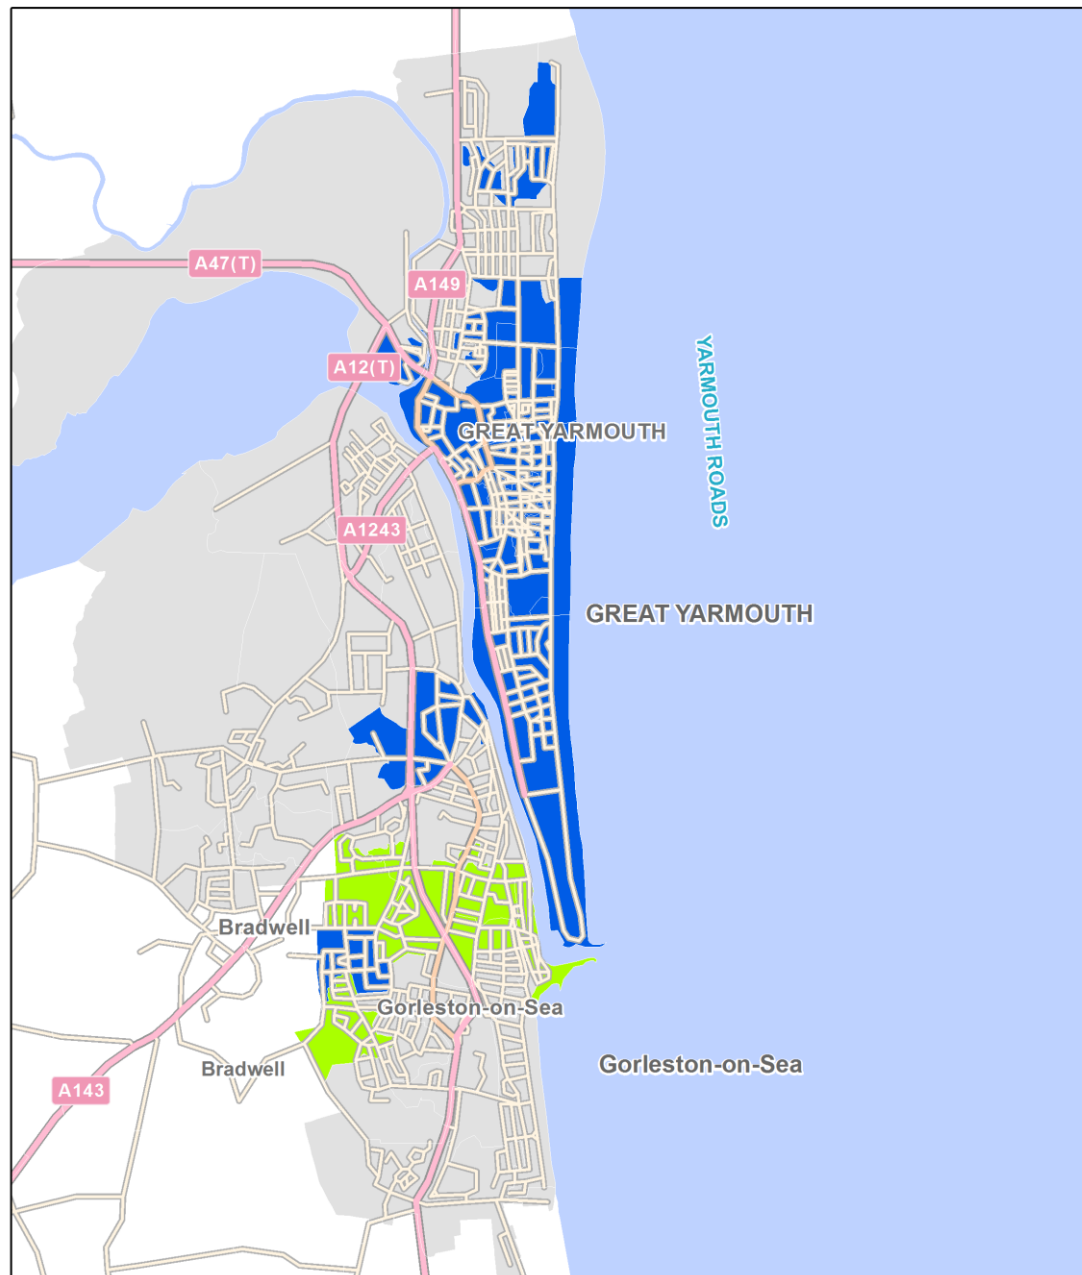 A47(T)
A149
A12(T)
YARMOUTH ROADS
GREAT YARMOUTH
A1243
GREAT YARMOUTH
Bradwell
Gorleston-on-Sea
Bradwell
Gorleston-on-Sea
A143